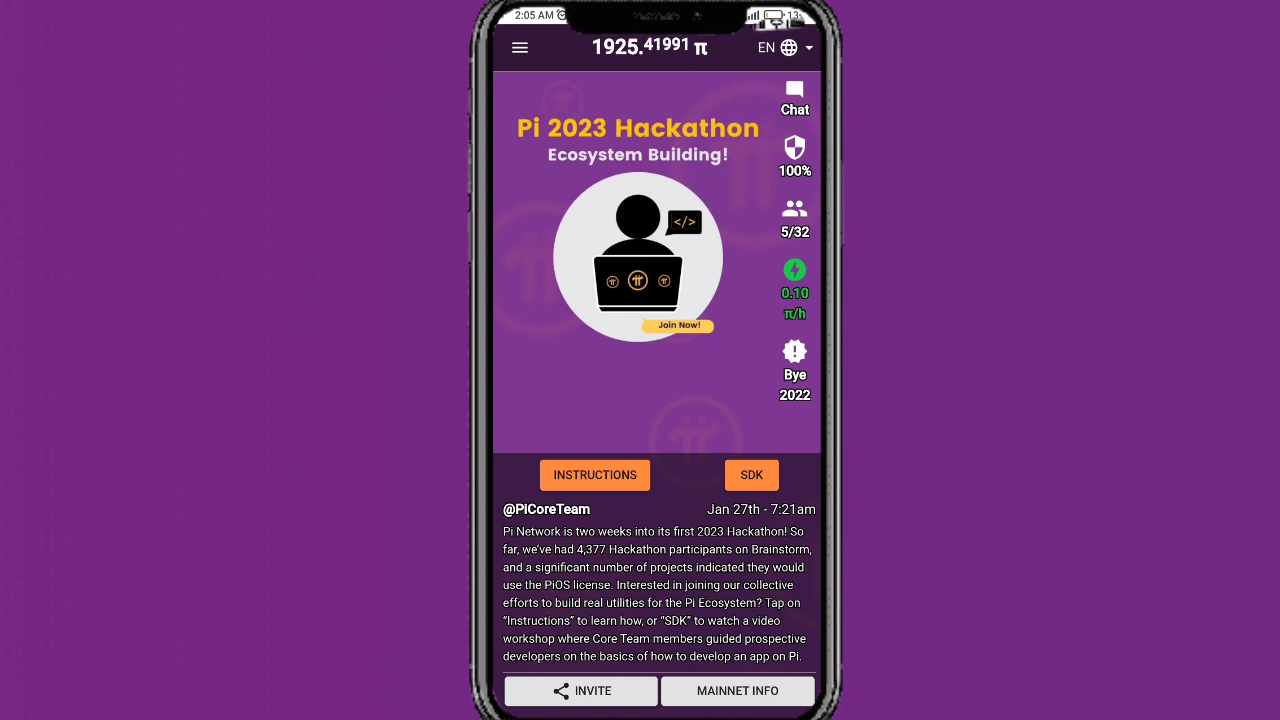 2:05 AM
13
1925.41991 π
EN
Chat
Pi 2023 Hackathon
Ecosystem Building!
100%
</>
5/32
0.10
π/h
Join Now!
Bye
2022
INSTRUCTIONS
SDK
@PiCoreTeam
Jan 27th - 7:21am
Pi Network is two weeks into its first 2023 Hackathon! So
far, we've had 4,377 Hackathon participants on Brainstorm,
and a significant number of projects indicated they would
use the PiOS license. Interested in joining our collective
efforts to build real utilities for the Pi Ecosystem? Tap on
“Instructions” to learn how, or “SDK” to watch a video
workshop where Core Team members guided prospective
developers on the basics of how to develop an app on Pi.
INVITE
MAINNET INFO